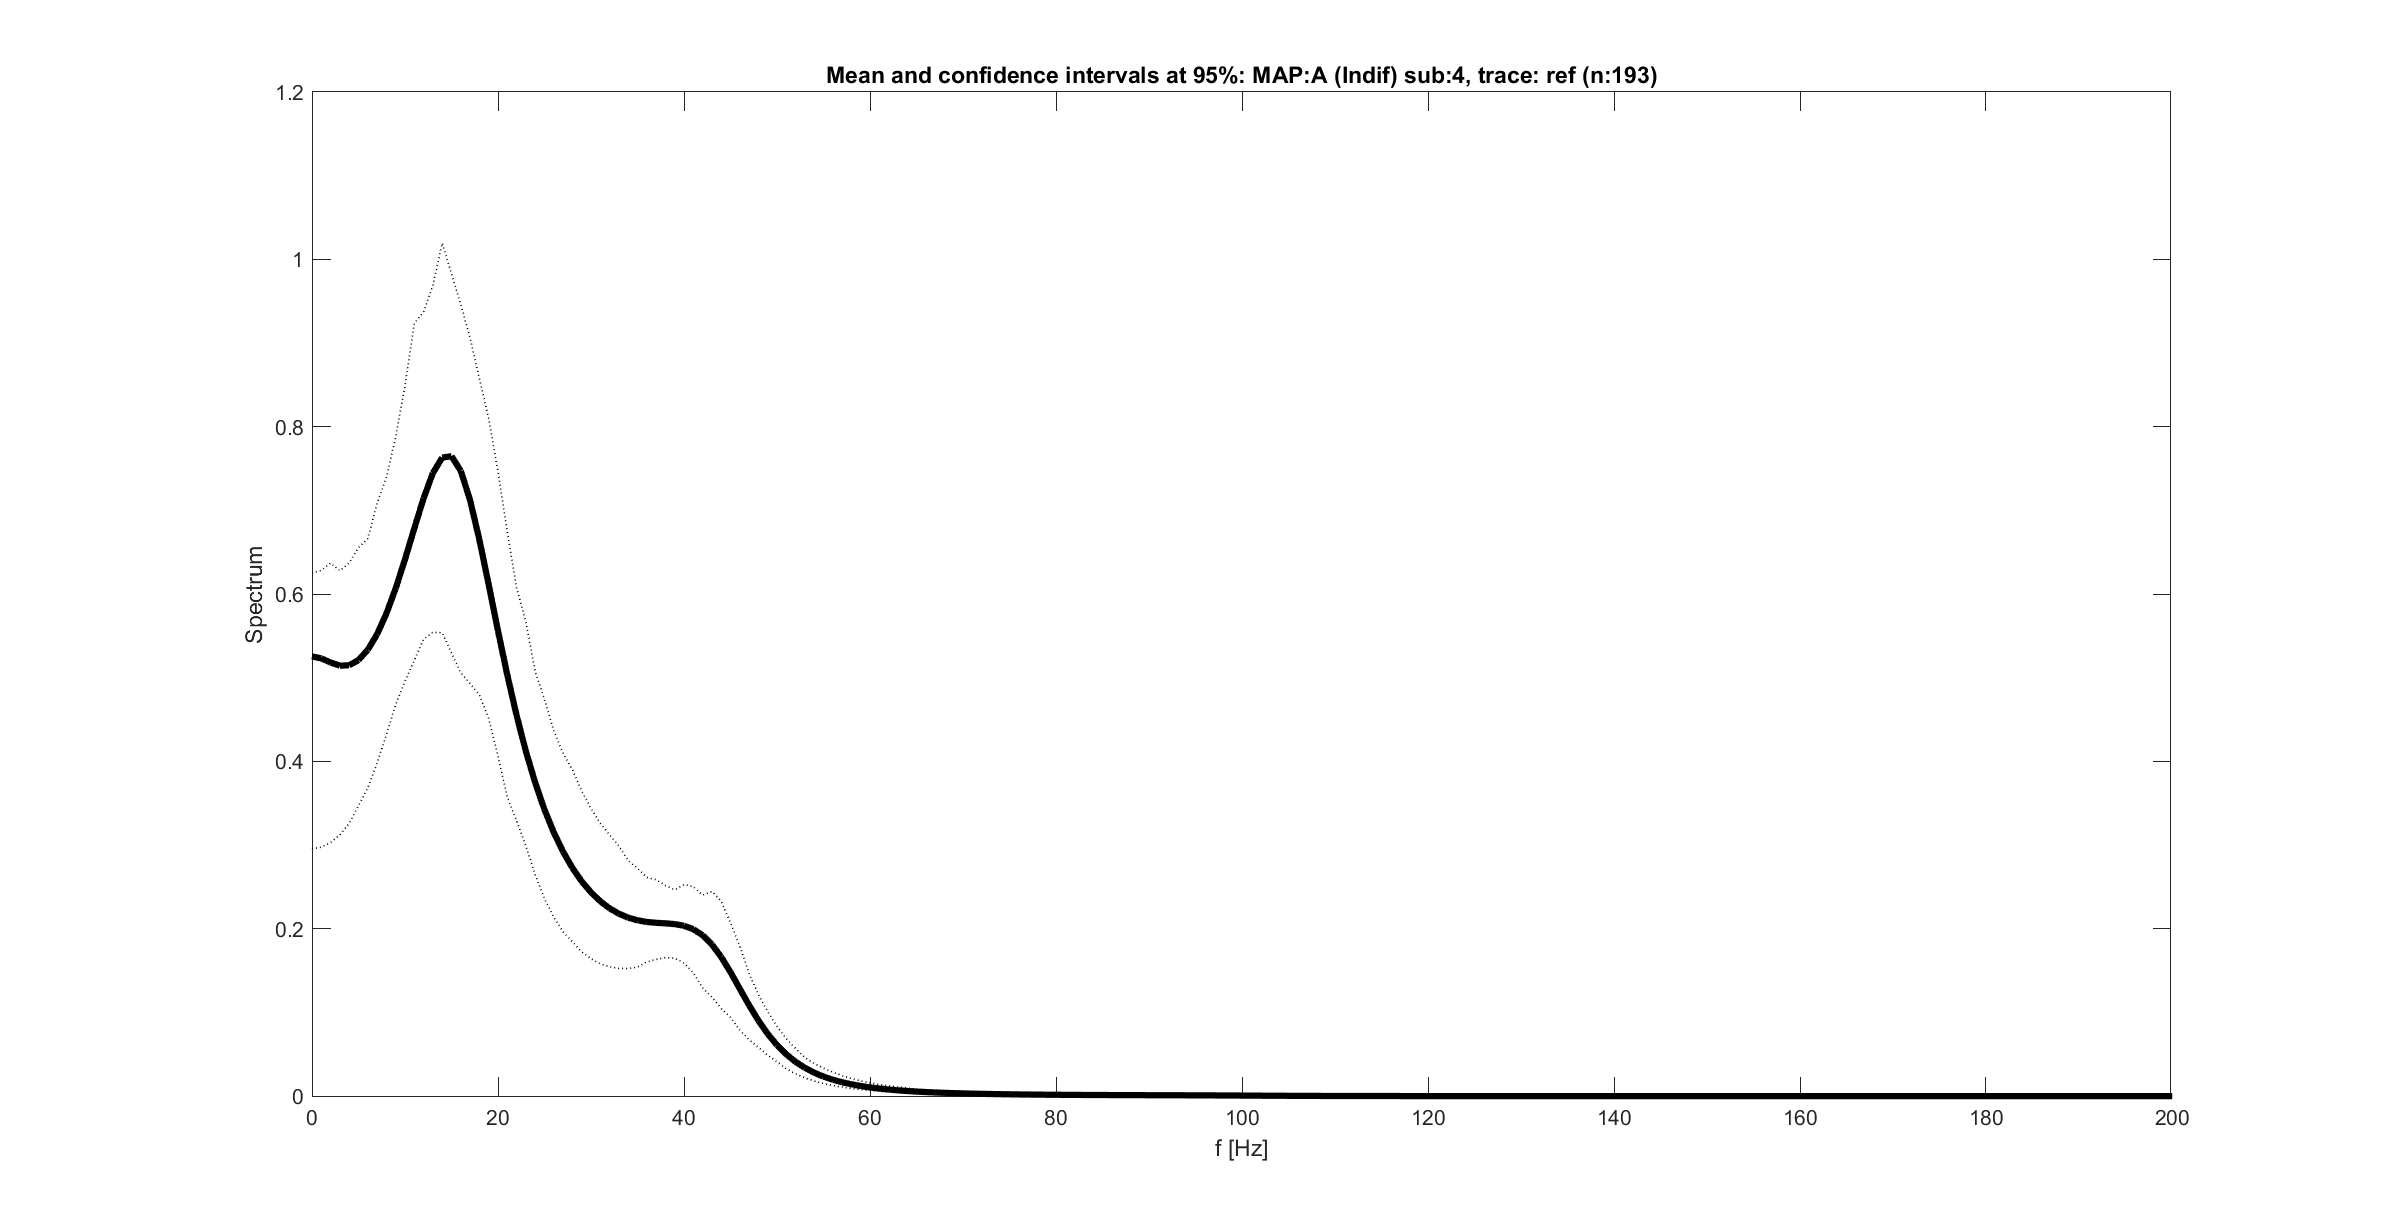 Mean and confidence intervals at 95%: MAP:A (Indif) sub:4, trace: ref (n:193)
1.2
1
0.8
0.6
0.4
0.2
0
Spectrum
0 20 40 60 80 100 120 140 160 180 200
f [Hz]